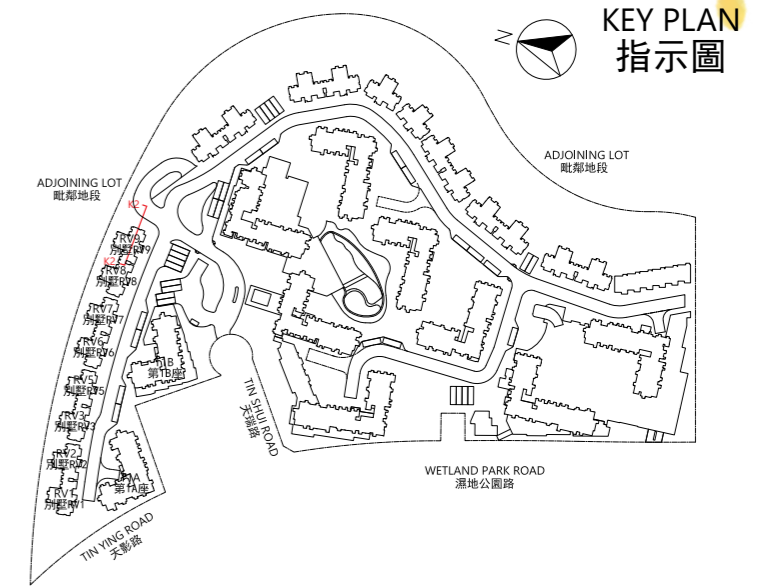 KEY PLAN
指示圖
N
ADJOINING LOT
毗鄰地段
ADJOINING LOT
毗鄰地段
K2
K2
RV9
別墅RV9
RV8
別墅RV8
RV7
別墅RV7
RV6
別墅RV6
RV5
別墅RV5
RV3
別墅RV3
RV2
別墅RV2
RV1
別墅RV1
第1B座
第1A座
TIN SHUI ROAD
天瑞路
WETLAND PARK ROAD
濕地公園路
TIN YING ROAD
天影路